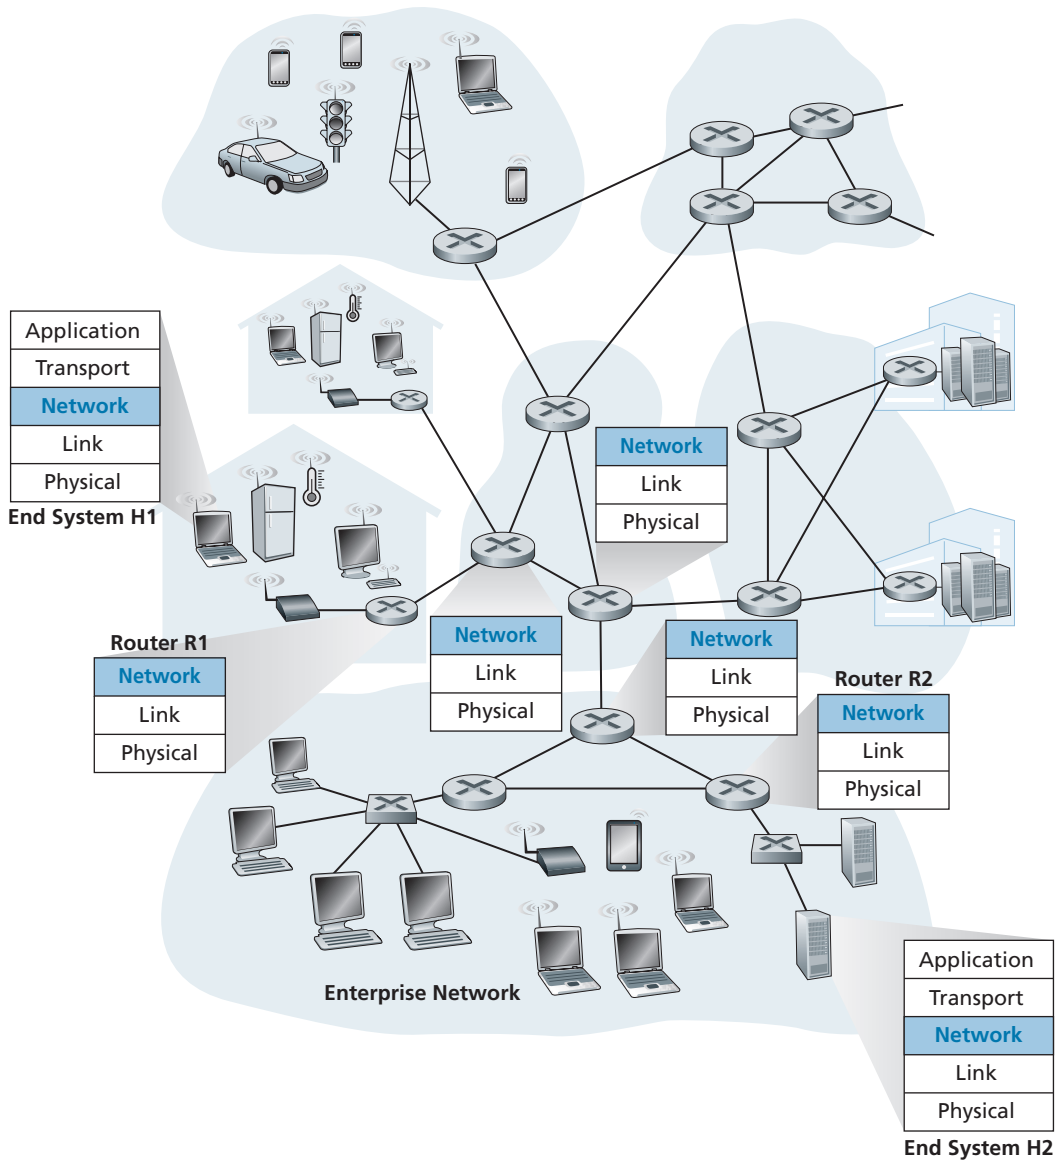 Application
Transport
Network
Link
Physical
End System H1
Network
Link
Physical
Router R1
Network
Link
Physical
Network
Link
Physical
Network
Link
Physical
Router R2
Network
Link
Physical
Enterprise Network
Application
Transport
Network
Link
Physical
End System H2